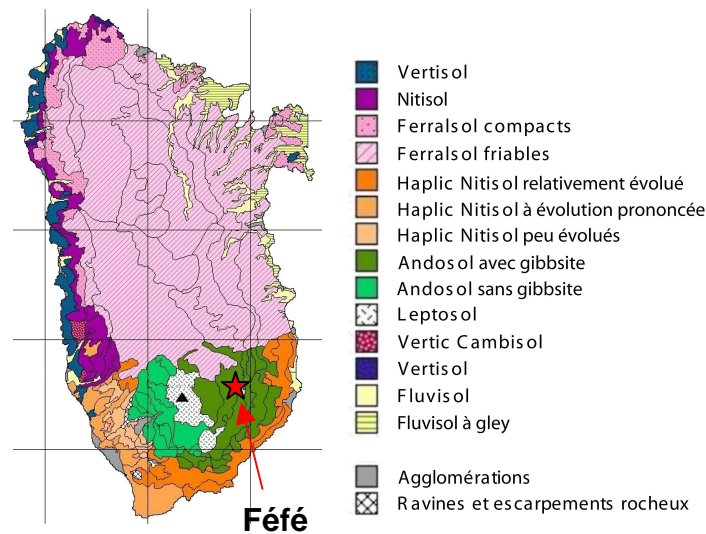 Vertisol
Nitisol
Ferralsol compacts
Ferralsol friables
Haplic Nitisol relativement évolué
Haplic Nitisol à évolution prononcée
Haplic Nitisol peu évolués
Andosol avec gibbsite
Andosol sans gibbsite
Leptosol
Vertic Cambisol
Vertisol
Fluvisol
Fluvisol à gley
Agglomérations
Ravines et escarpements rocheux
Féfé